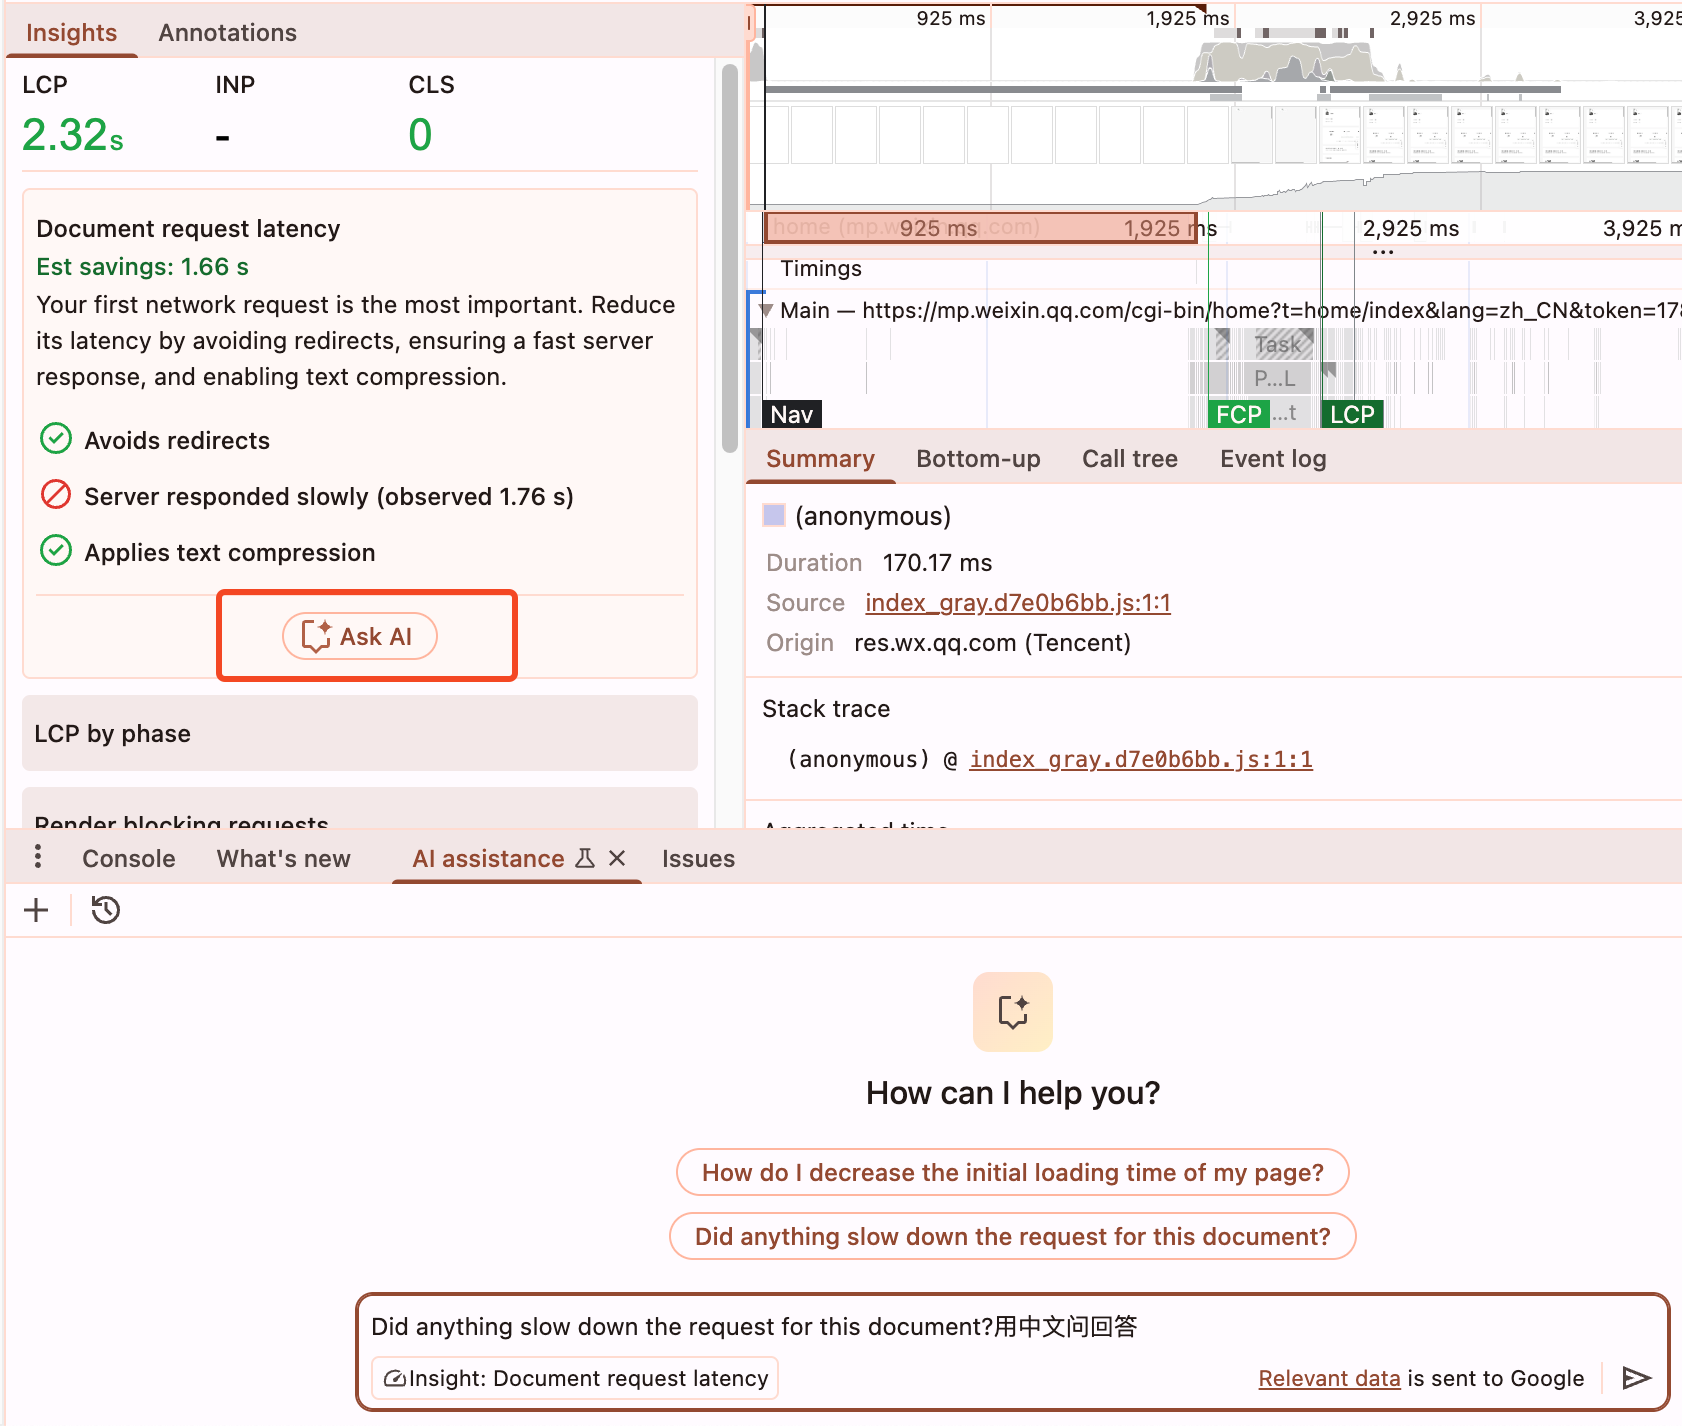 Insights
Annotations
LCP
INP
CLS
2.32s
-
0
Document request latency
Est savings: 1.66 s
Your first network request is the most important. Reduce
its latency by avoiding redirects, ensuring a fast server
response, and enabling text compression.
Avoids redirects
Server responded slowly (observed 1.76 s)
Applies text compression
Ask AI
LCP by phase
Render blocking requests
925 ms
1,925 ms
2,925 ms
home (mp.weixin.qq.com)
925 ms
1,925 ms
2,925 ms
...
Timings
Main — https://mp.weixin.qq.com/cgi-bin/home?t=home/index&lang=zh_CN&token=178
Task
P...L
Nav
FCP
...t
LCP
Summary
Bottom-up
Call tree
Event log
(anonymous)
Duration 170.17 ms
Source index_gray.d7e0b6bb.js:1:1
Origin res.wx.qq.com (Tencent)
Stack trace
(anonymous) @ index_gray.d7e0b6bb.js:1:1
Aggregated time
Console
What's new
AI assistance
Issues
How can I help you?
How do I decrease the initial loading time of my page?
Did anything slow down the request for this document?
Did anything slow down the request for this document?用中文问回答
Insight: Document request latency
Relevant data is sent to Google